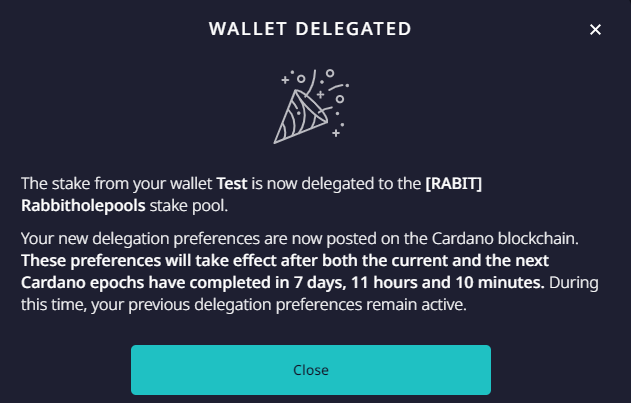 WALLET DELEGATED
The stake from your wallet Test is now delegated to the [RABIT]
Rabbitholepools stake pool.
Your new delegation preferences are now posted on the Cardano blockchain.
These preferences will take effect after both the current and the next
Cardano epochs have completed in 7 days, 11 hours and 10 minutes. During
this time, your previous delegation preferences remain active.
Close